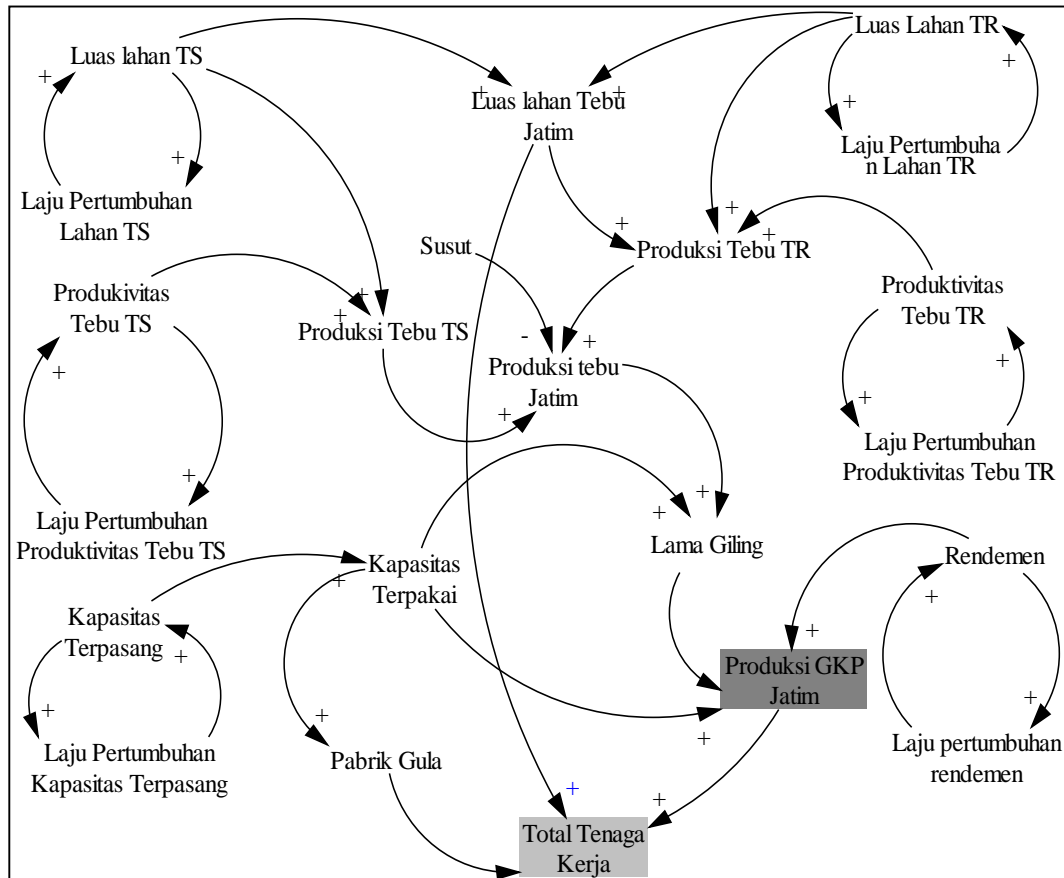 Luas lahan TS
Luas Lahan TR
+
+
+
+
Luas lahan Tebu
Jatim
+
+
Laju Pertumbuha
n Lahan TR
Laju Pertumbuhan
Lahan TS
+
+
+
+
Susut
Produksi Tebu TR
Produkivitas
Tebu TS
Produktivitas
Tebu TR
+
+
Produksi Tebu TS
-
+
Produksi tebu
Jatim
+
+
+
+
Laju Pertumbuhan
Produktivitas Tebu TR
+
+
+
Laju Pertumbuhan
Produktivitas Tebu TS
Lama Giling
Kapasitas
Terpakai
+
Rendemen
+
Kapasitas
Terpasang
+
+
Produksi GKP
Jatim
+
+
+
+
Laju Pertumbuhan
Kapasitas Terpasang
Pabrik Gula
Laju pertumbuhan
rendemen
+
+
Total Tenaga
Kerja